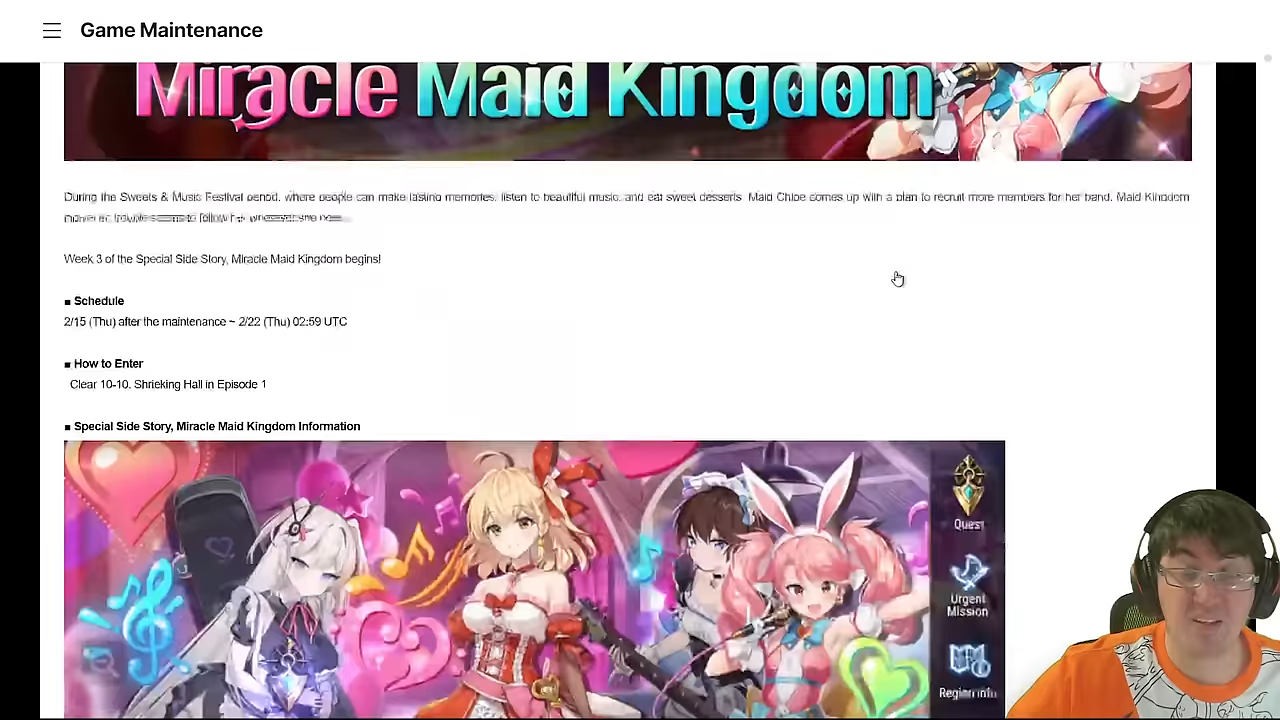 Game Maintenance
Miracle Maid Kingdom
During the Sweets & Music Festival period, where people can make lasting memories, listen to beautiful music, and eat sweet desserts, Maid Chloe comes up with a plan to recruit more members for her band, Maid Kingdom
to follow
Week 3 of the Special Side Story, Miracle Maid Kingdom begins!
■ Schedule
2/15 (Thu) after the maintenance ~ 2/22 (Thu) 02:59 UTC
■ How to Enter
Clear 10-10. Shrieking Hall in Episode 1
■ Special Side Story, Miracle Maid Kingdom Information
Quest
Urgent
Mission
Region Info